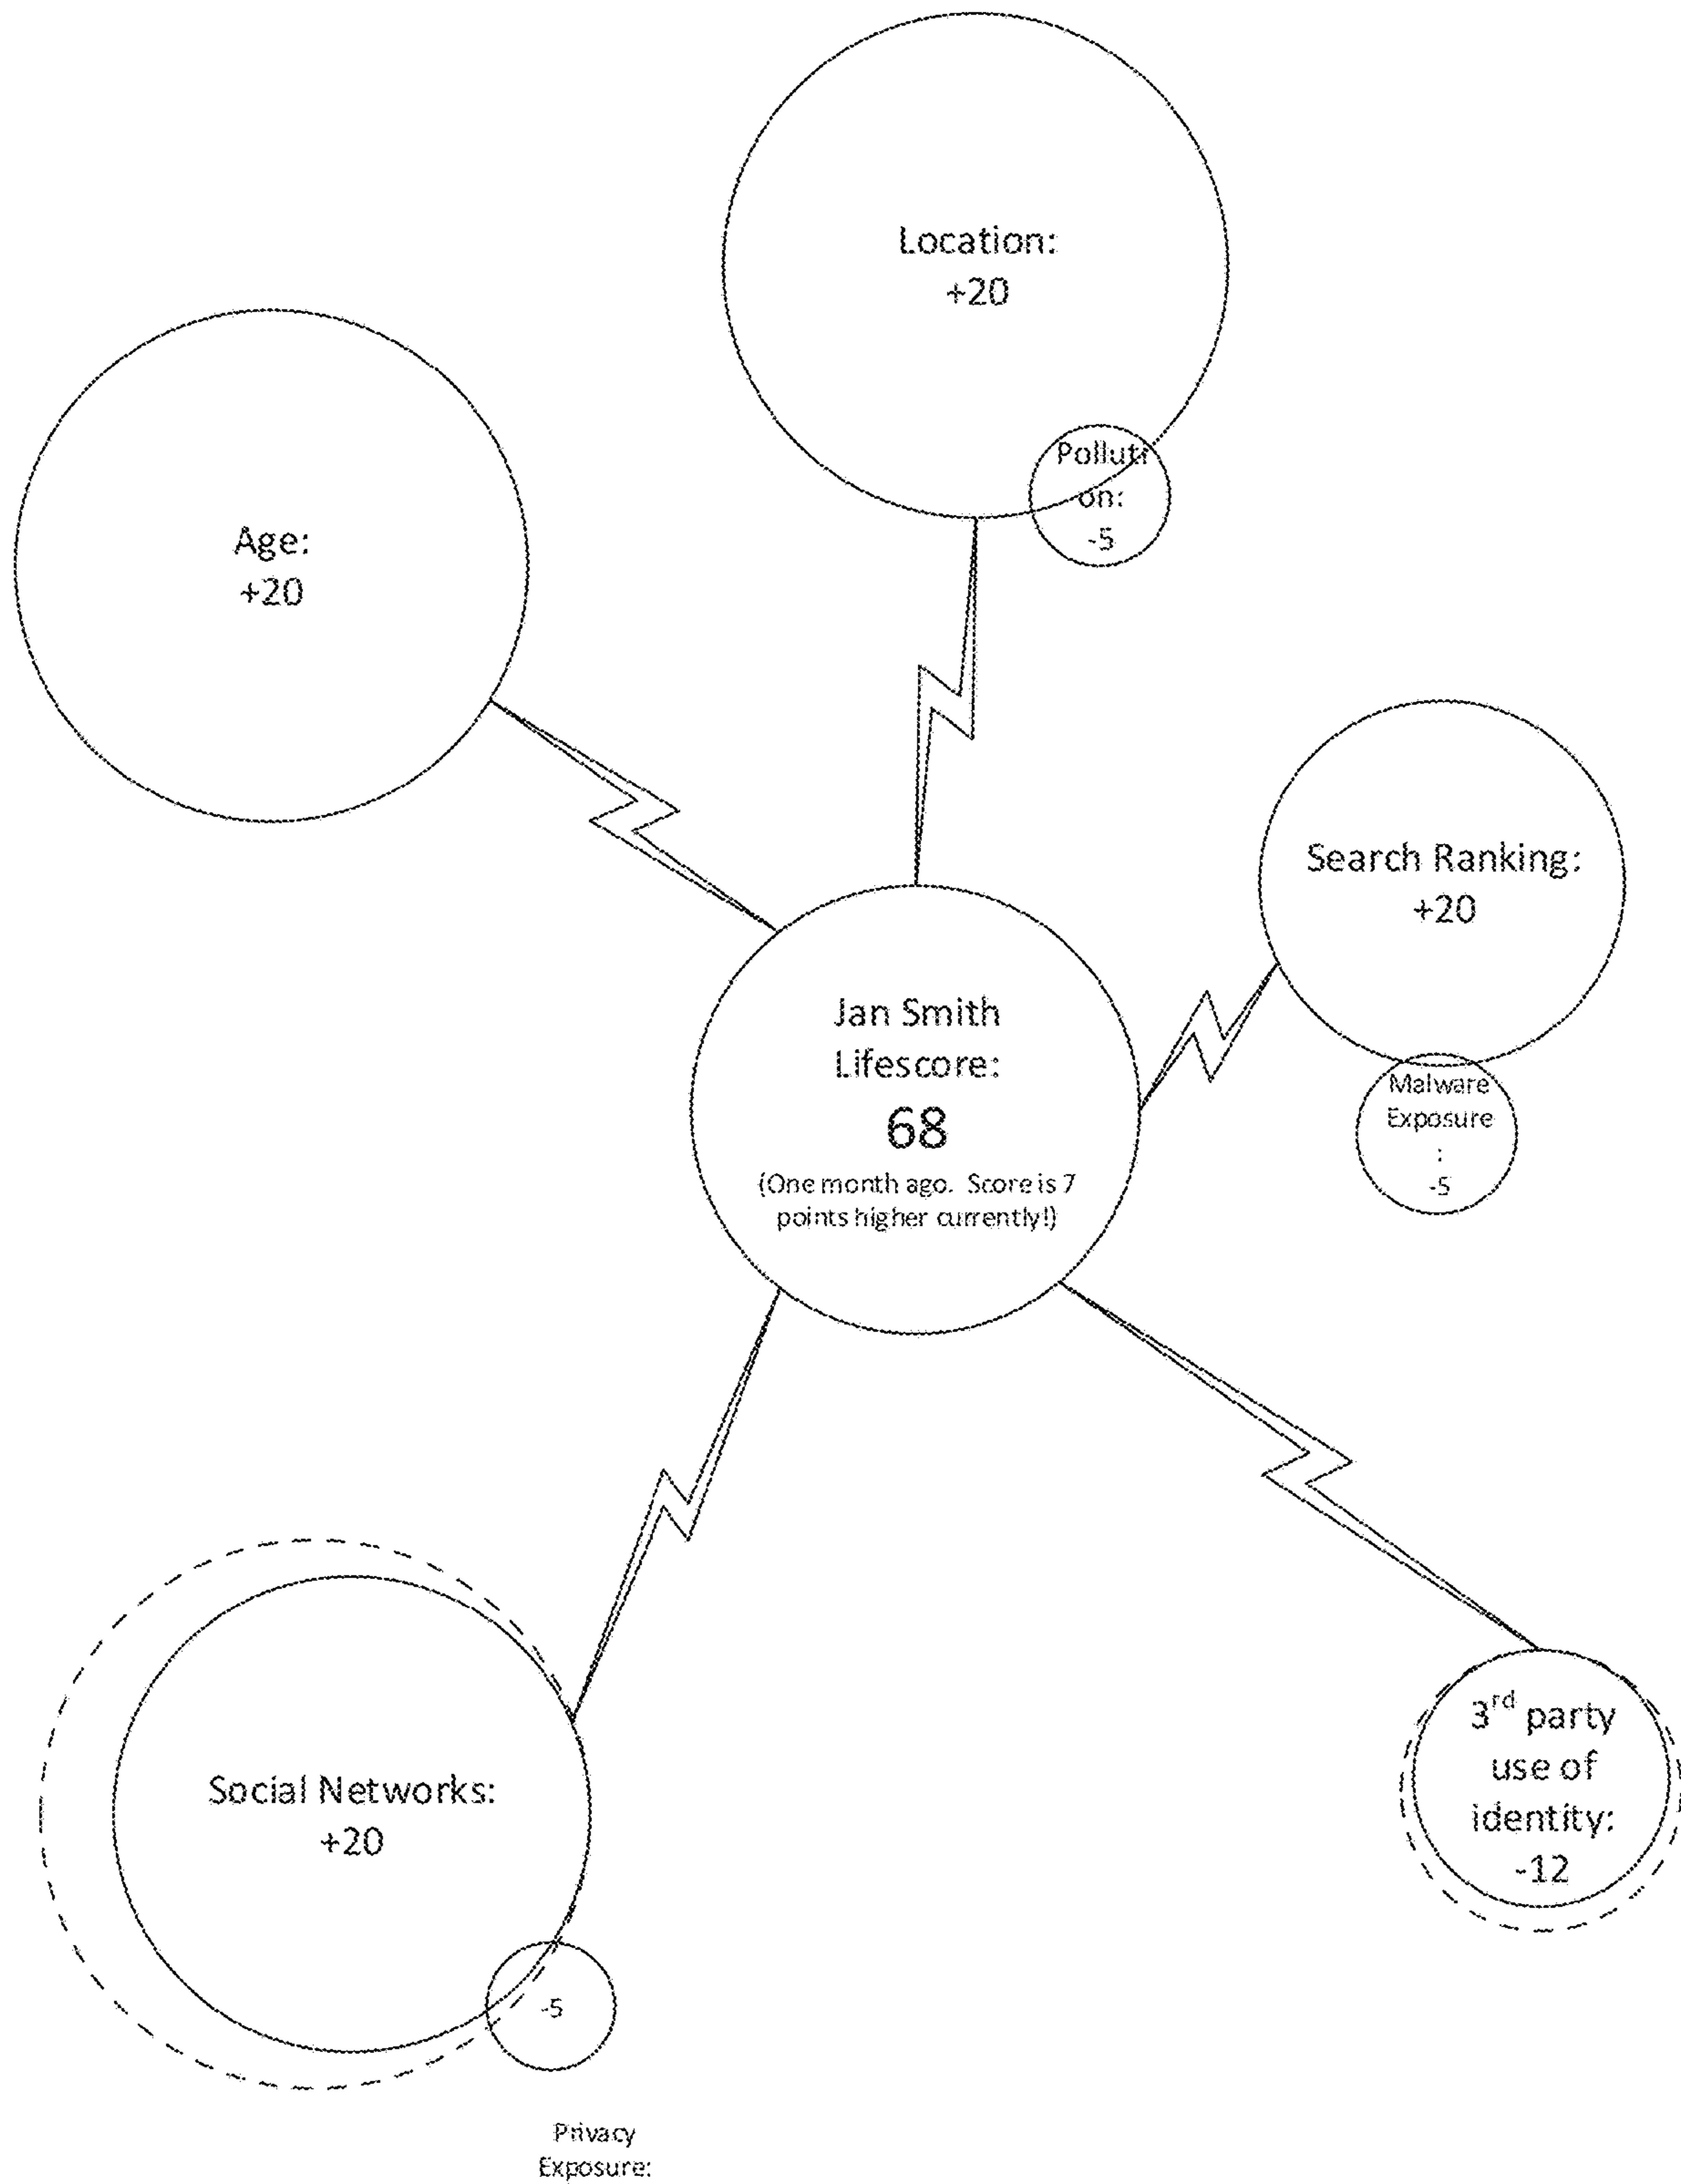 Location:
+20
Polluti
on:
-5
Age:
+20
Search Ranking:
+20
Malware
Exposure
:
-5
Jan Smith
Lifescore:
68
(One month ago. Score is 7
points higher currently!)
Social Networks:
+20
-5
Privacy
Exposure:
3rd party
use of
identity:
-12